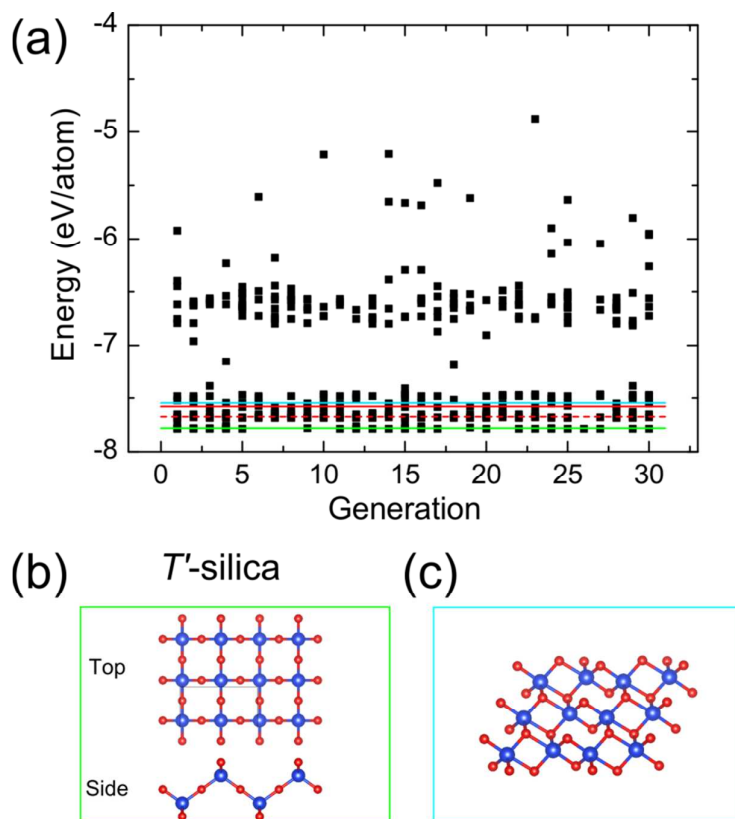 (a)
Energy (eV/atom)
-4
-5
-6
-7
-8
0 5 10 15 20 25 30
Generation
(b) T'-silica (c)
Top
Side